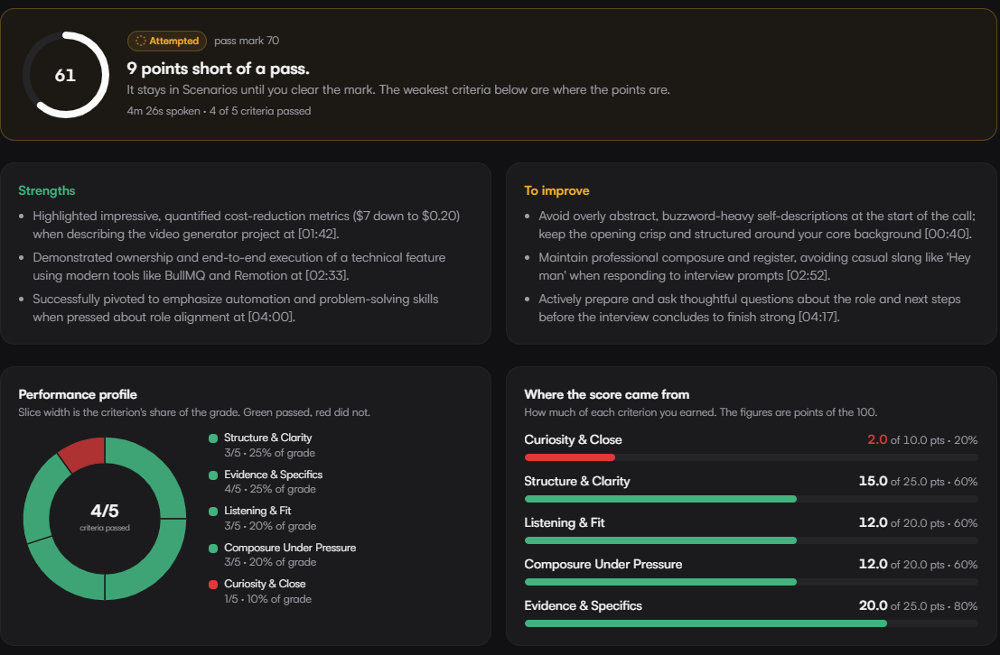 61
Attempted pass mark 70
9 points short of a pass.
It stays in Scenarios until you clear the mark. The weakest criteria below are where the points are.
4m 26s spoken • 4 of 5 criteria passed
Strengths
• Highlighted impressive, quantified cost-reduction metrics ($7 down to $0.20)
when describing the video generator project at [01:42].
• Demonstrated ownership and end-to-end execution of a technical feature
using modern tools like BullMQ and Remotion at [02:33].
• Successfully pivoted to emphasize automation and problem-solving skills
when pressed about role alignment at [04:00].
To improve
• Avoid overly abstract, buzzword-heavy self-descriptions at the start of the call;
keep the opening crisp and structured around your core background [00:40].
• Maintain professional composure and register, avoiding casual slang like 'Hey
man' when responding to interview prompts [02:52].
• Actively prepare and ask thoughtful questions about the role and next steps
before the interview concludes to finish strong [04:17].
Performance profile
Slice width is the criterion's share of the grade. Green passed, red did not.
4/5
criteria passed
Structure & Clarity
3/5 • 25% of grade
Evidence & Specifics
4/5 • 25% of grade
Listening & Fit
3/5 • 20% of grade
Composure Under Pressure
3/5 • 20% of grade
Curiosity & Close
1/5 • 10% of grade
Where the score came from
How much of each criterion you earned. The figures are points of the 100.
Curiosity & Close 2.0 of 10.0 pts • 20%
Structure & Clarity 15.0 of 25.0 pts • 60%
Listening & Fit 12.0 of 20.0 pts • 60%
Composure Under Pressure 12.0 of 20.0 pts • 60%
Evidence & Specifics 20.0 of 25.0 pts • 80%